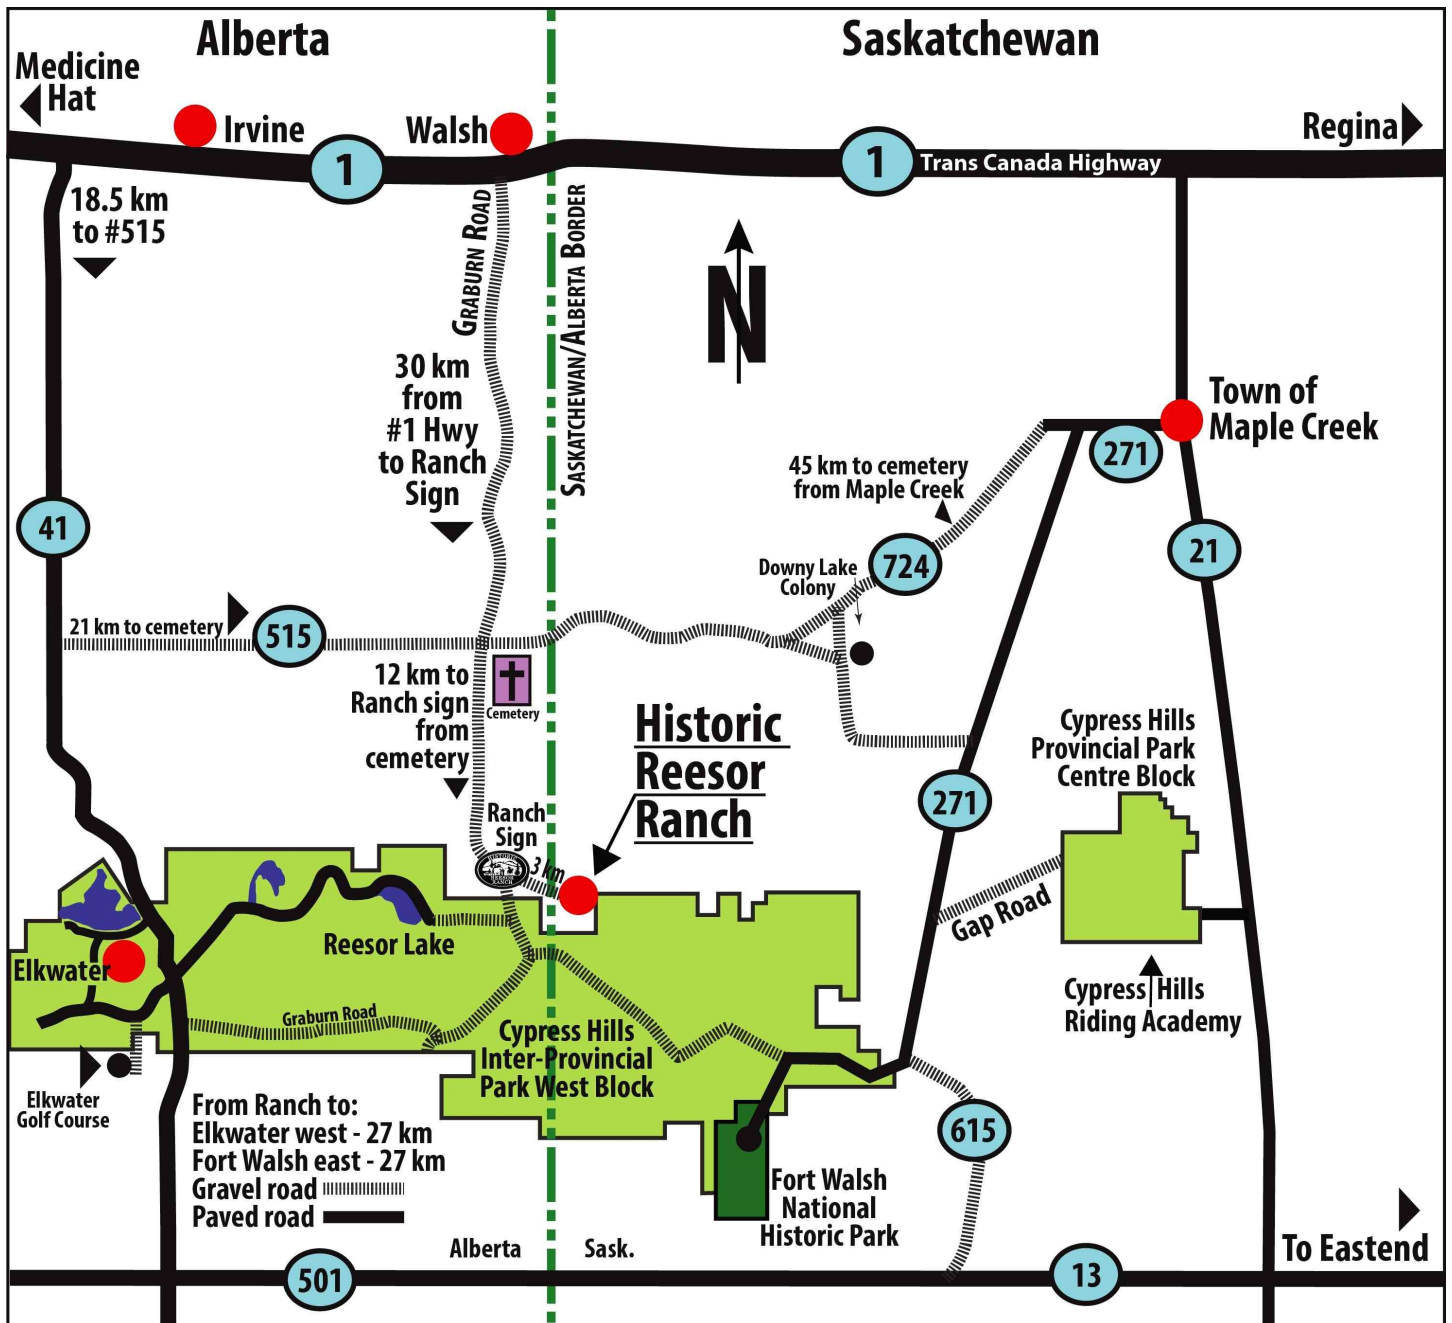 Alberta
Saskatchewan
Medicine
Hat
Irvine
Walsh
Regina
1
1
Trans Canada Highway
18.5 km
to #515
Graburn Road
Saskatchewan/Alberta Border
N
30 km
from
#1 Hwy
to Ranch
Sign
Town of
Maple Creek
271
45 km to cemetery
from Maple Creek
41
724
21
Downy Lake
Colony
21 km to cemetery
515
12 km to
Ranch sign
from
cemetery
Cemetery
Historic
Reesor
Ranch
Cypress Hills
Provincial Park
Centre Block
271
Ranch
Sign
HISTORIC
REESOR
RANCH
3 km
Gap Road
Reesor Lake
Elkwater
Cypress Hills
Riding Academy
Graburn Road
Cypress Hills
Inter-Provincial
Park West Block
Elkwater
Golf Course
From Ranch to:
Elkwater west - 27 km
Fort Walsh east - 27 km
Gravel road
Paved road
615
Fort Walsh
National
Historic Park
Alberta
Sask.
To Eastend
501
13